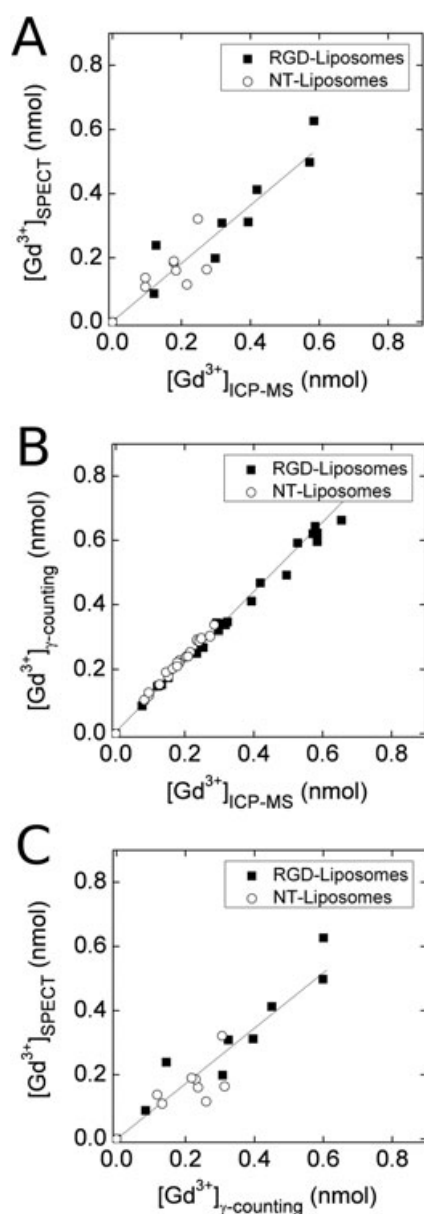 A
RGD-Liposomes
NT-Liposomes
[Gd³⁺]SPECT (nmol)
0.8
0.6
0.4
0.2
0.0
0.0 0.2 0.4 0.6 0.8
[Gd³⁺]ICP-MS (nmol)
B
RGD-Liposomes
NT-Liposomes
[Gd³⁺]γ-counting (nmol)
0.8
0.6
0.4
0.2
0.0
0.0 0.2 0.4 0.6 0.8
[Gd³⁺]ICP-MS (nmol)
C
RGD-Liposomes
NT-Liposomes
[Gd³⁺]SPECT (nmol)
0.8
0.6
0.4
0.2
0.0
0.0 0.2 0.4 0.6 0.8
[Gd³⁺]γ-counting (nmol)